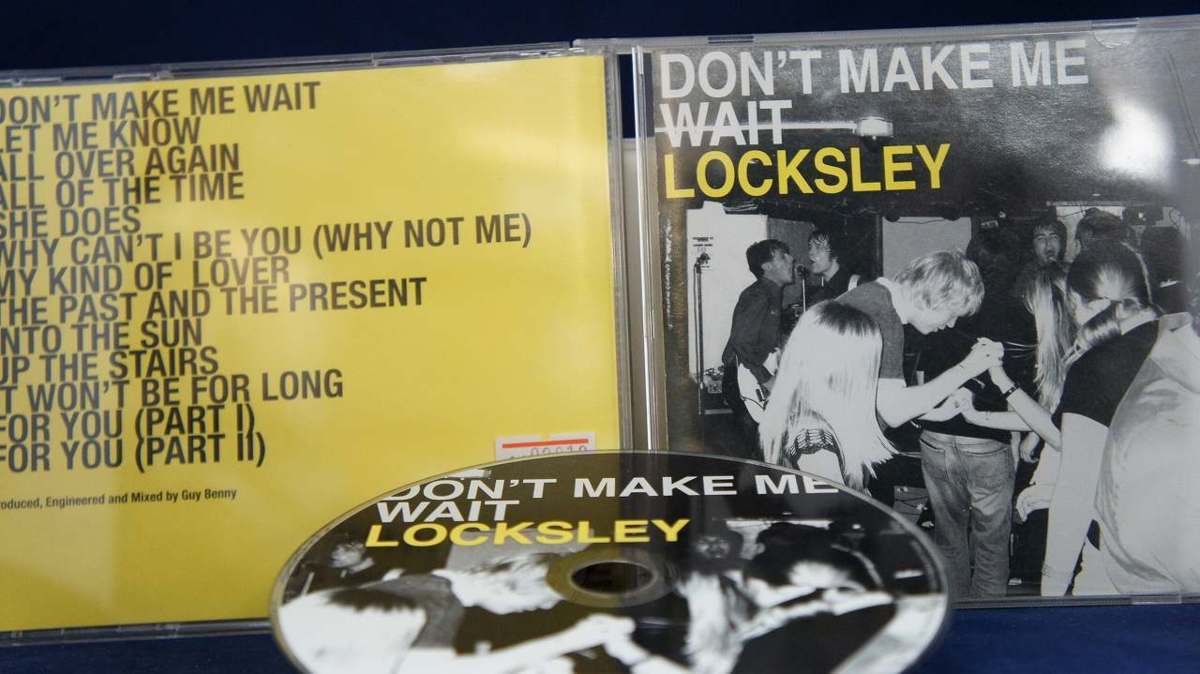 DON'T MAKE ME WAIT
LET ME KNOW
ALL OVER AGAIN
ALL OF THE TIME
SHE DOES
WHY CAN'T I BE YOU (WHY NOT ME)
MY KIND OF LOVER
THE PAST AND THE PRESENT
INTO THE SUN
UP THE STAIRS
IT WON'T BE FOR LONG
FOR YOU (PART I)
FOR YOU (PART II)
oduced, Engineered and Mixed by Guy Benny
DON'T MAKE ME
WAIT
LOCKSLEY
DON'T MAKE ME
WAIT
LOCKSLEY